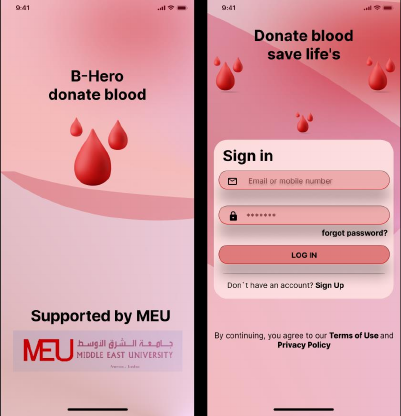 9:41
B-Hero
donate blood
Supported by MEU
MEU
جامعة الشرق الأوسط
MIDDLE EAST UNIVERSITY
9:41
Donate blood
save life's
Sign in
Email or mobile number
*******
forgot password?
LOG IN
Don`t have an account? Sign Up
By continuing, you agree to our Terms of Use and
Privacy Policy